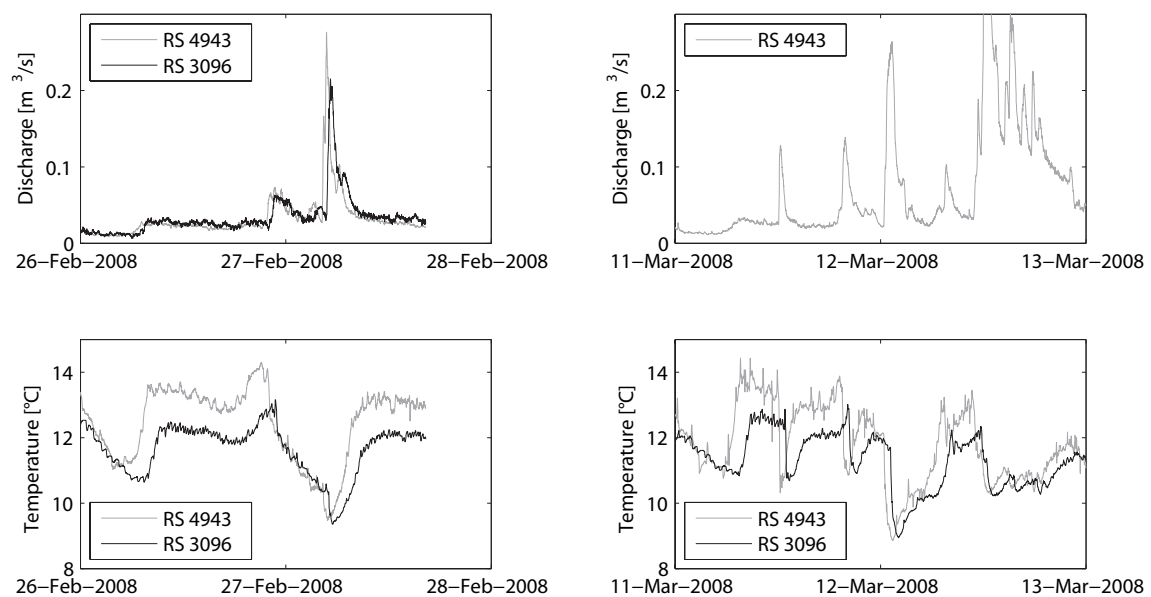 Discharge [m³/s]
0.2
0.1
0
RS 4943
RS 3096
26–Feb–2008
27–Feb–2008
28–Feb–2008
Discharge [m³/s]
0.2
0.1
0
RS 4943
11–Mar–2008
12–Mar–2008
13–Mar–2008
Temperature [°C]
14
12
10
8
RS 4943
RS 3096
26–Feb–2008
27–Feb–2008
28–Feb–2008
Temperature [°C]
14
12
10
8
RS 4943
RS 3096
11–Mar–2008
12–Mar–2008
13–Mar–2008